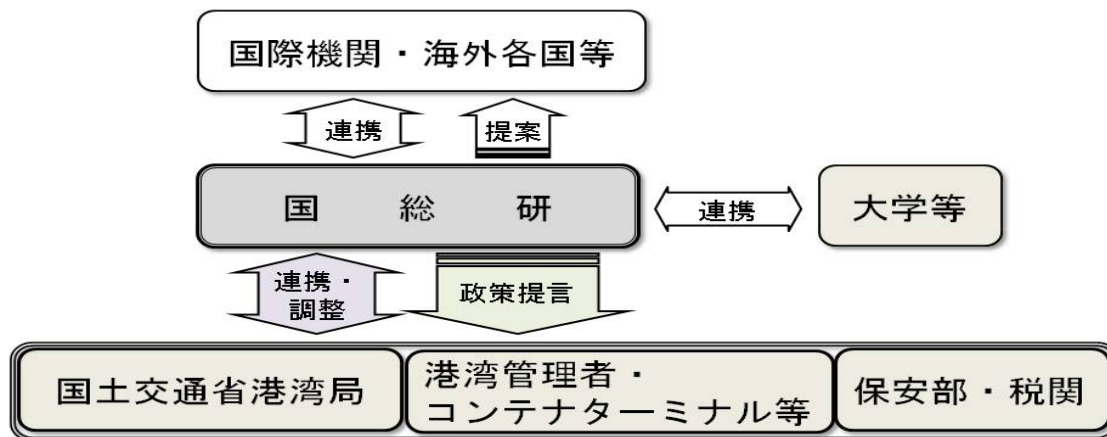 国際機関・海外各国等
連携
提案
国総研
連携
大学等
連携・
調整
政策提言
国土交通省港湾局
港湾管理者・
コンテナターミナル等
保安部・税関